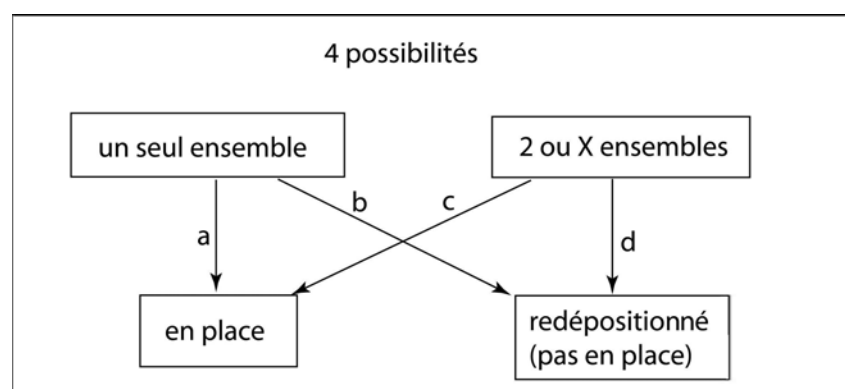 4 possibilités
un seul ensemble
2 ou X ensembles
b
c
a
d
en place
redépositionné
(pas en place)